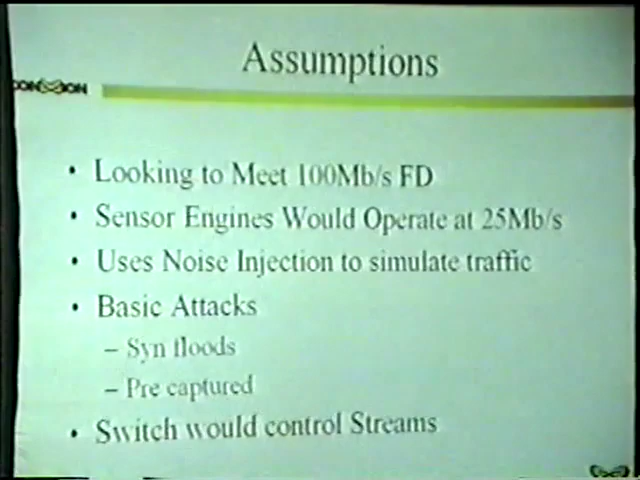 Assumptions
• Looking to Meet 100Mb/s FD
• Sensor Engines Would Operate at 25Mb/s
• Uses Noise Injection to simulate traffic
• Basic Attacks
– Syn floods
– Pre captured
• Switch would control Streams